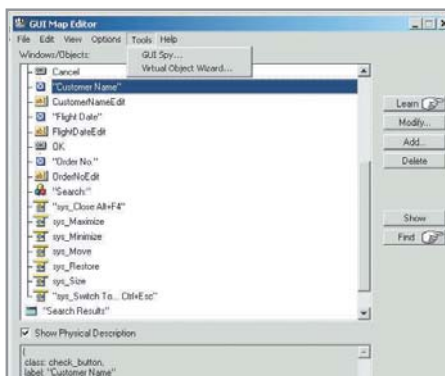 GUI Map Editor
File Edit View Options Tools Help
GUI Spy...
Virtual Object Wizard...
Windows/Objects:
Cancel
"Customer Name"
CustomerNameEdit
"Flight Date"
FlightDateEdit
OK
"Order No."
OrderNoEdit
"Search:"
"sys_Close Alt+F4"
sys_Maximize
sys_Minimize
sys_Move
sys_Restore
sys_Size
"sys_Switch To... Ctrl+Esc"
"Search Results"
Learn
Modify...
Add...
Delete
Show
Find
Show Physical Description
{
class: check_button,
label: "Customer Name"